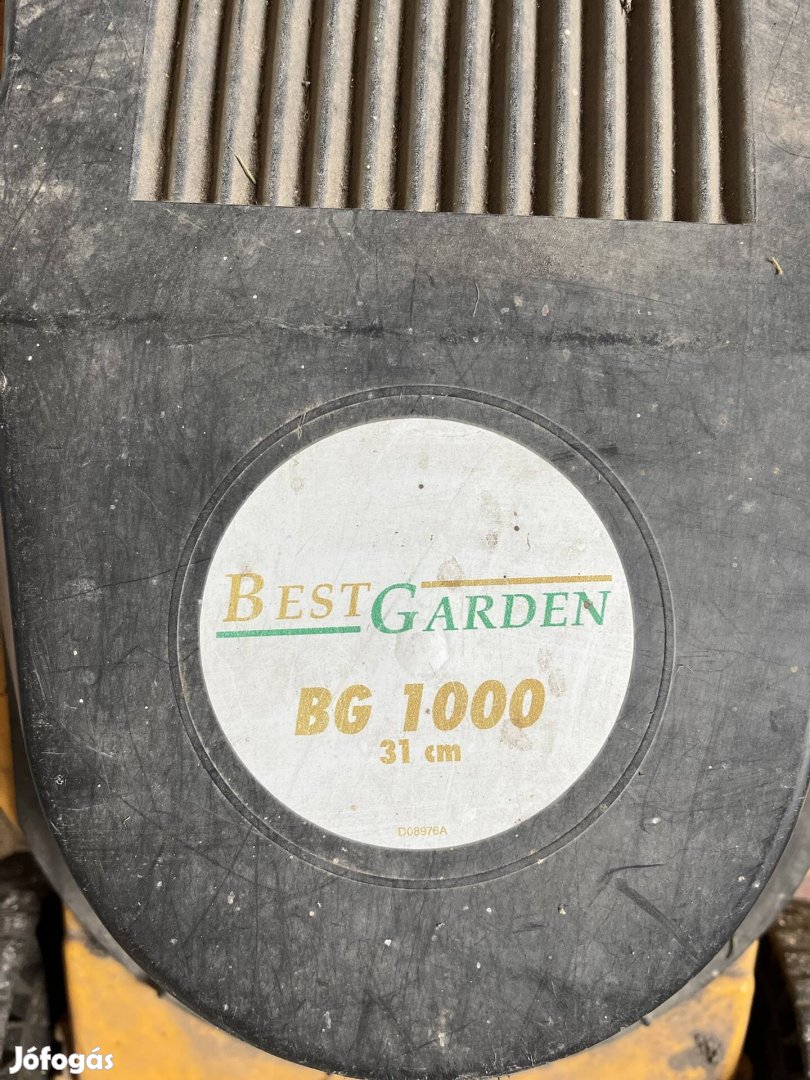 BEST GARDEN
BG 1000
31 cm
D08976A
Jófogás